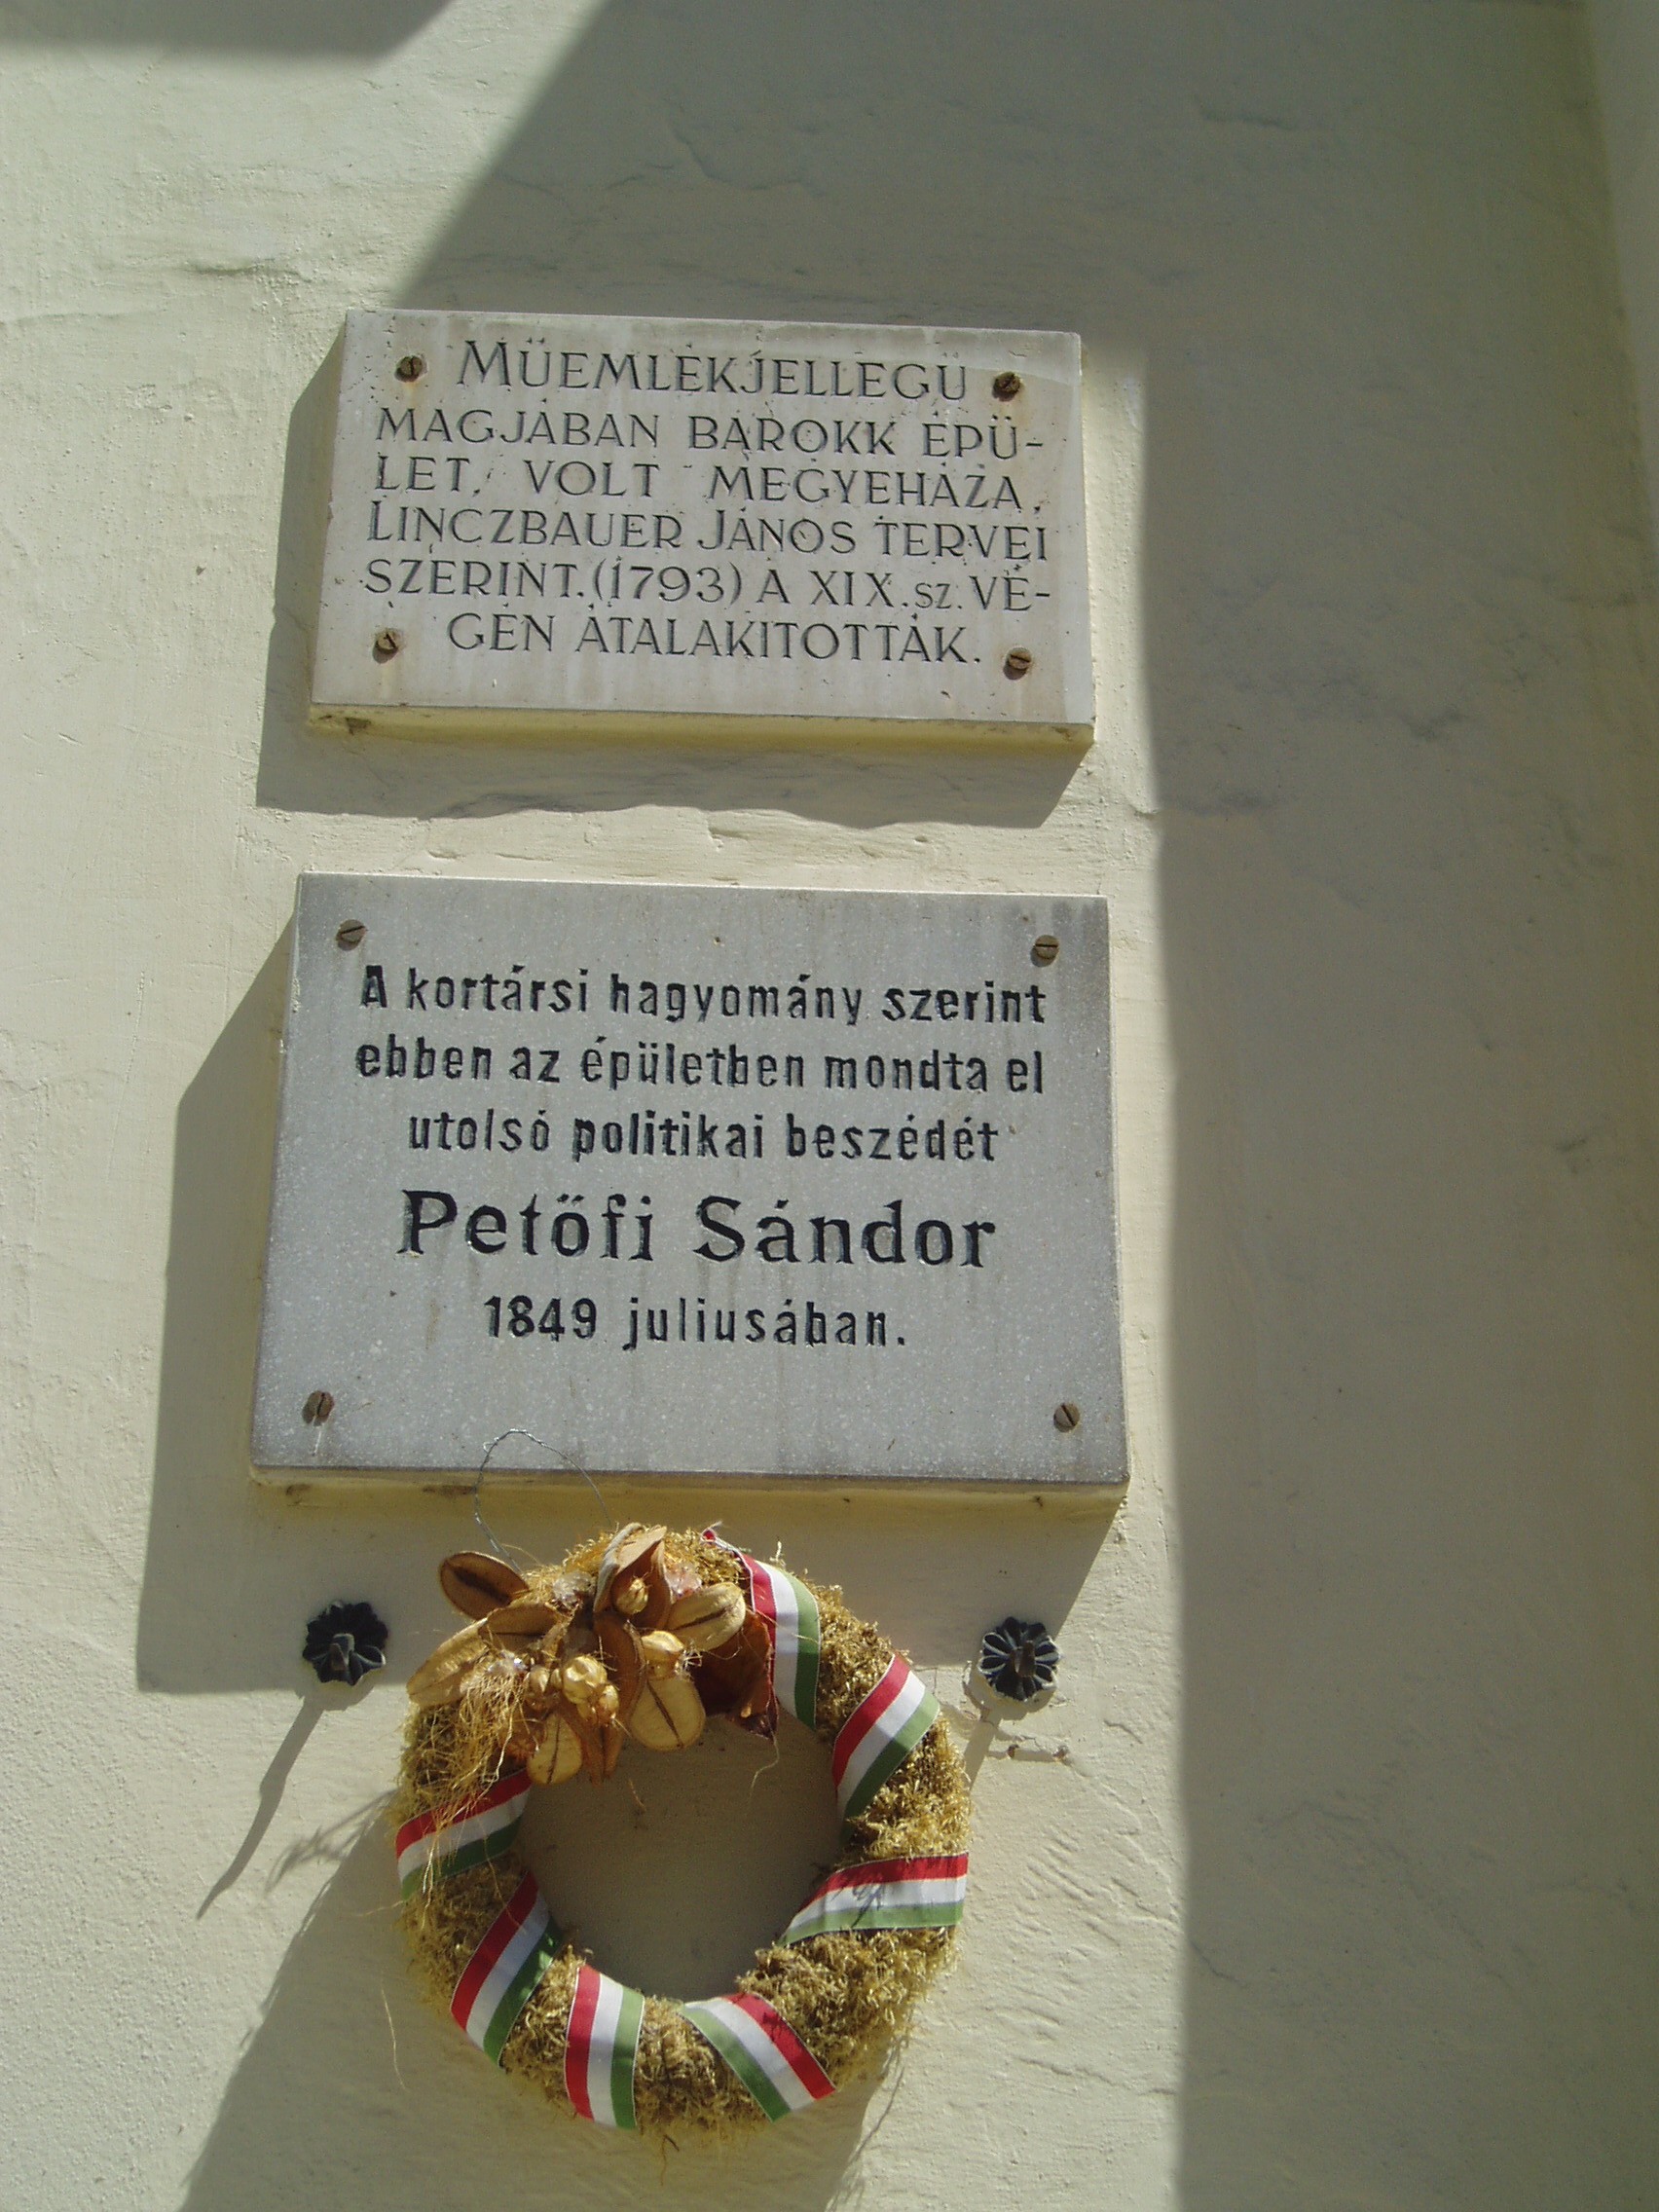 MÜEMLÉKJELLEGÜ
MAGJÁBAN BAROKK ÉPÜ-
LET, VOLT MEGYEHÁZA.
LINCZBAUER JÁNOS TERVEI
SZERINT.(1793) A XIX.SZ. VÉ-
GÉN ÁTALAKITOTTÁK.
A kortársi hagyomány szerint
ebben az épületben mondta el
utolsó politikai beszédét
Petőfi Sándor
1849 juliusában.